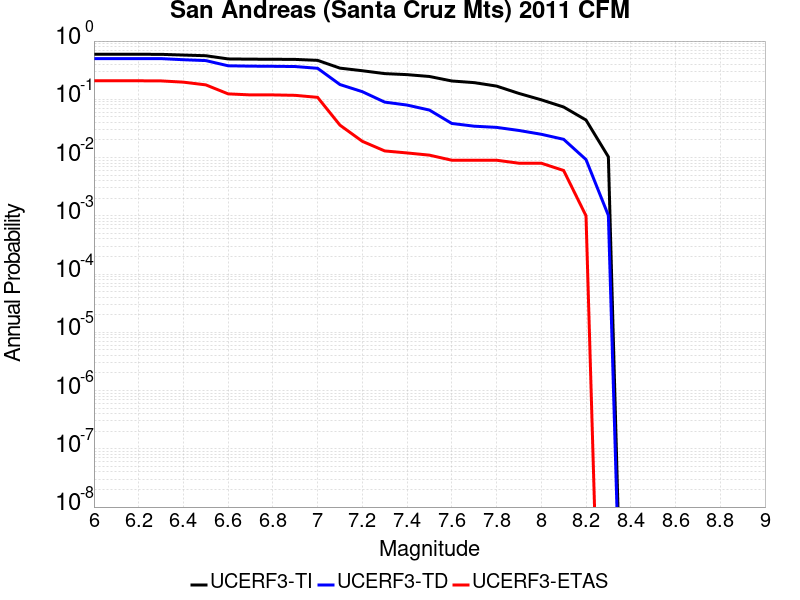 San Andreas (Santa Cruz Mts) 2011 CFM
10^0
10^-1
10^-2
10^-3
10^-4
10^-5
10^-6
10^-7
10^-8
Annual Probability
6 6.2 6.4 6.6 6.8 7 7.2 7.4 7.6 7.8 8 8.2 8.4 8.6 8.8 9
Magnitude
UCERF3-TI UCERF3-TD UCERF3-ETAS